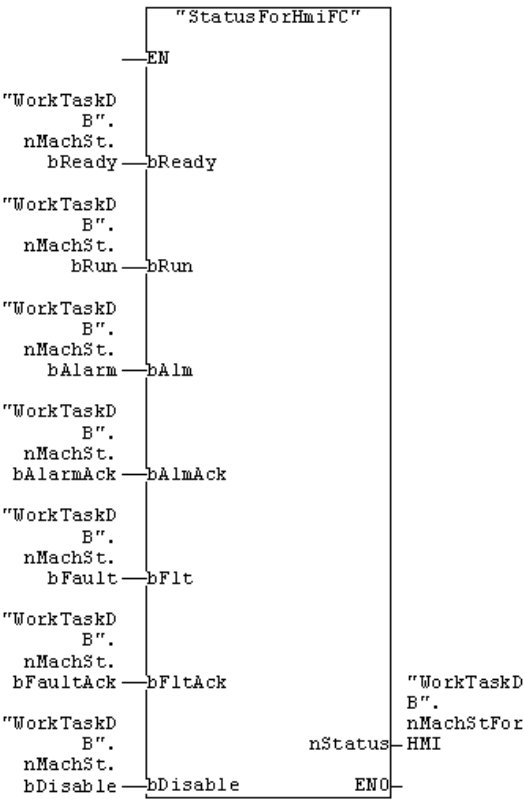 "StatusForHmiFC"
EN
"WorkTaskD
B".
nMachSt.
bReady bReady
"WorkTaskD
B".
nMachSt.
bRun bRun
"WorkTaskD
B".
nMachSt.
bAlarm bAlm
"WorkTaskD
B".
nMachSt.
bAlarmAck bAlmAck
"WorkTaskD
B".
nMachSt.
bFault bFlt
"WorkTaskD
B".
nMachSt.
bFaultAck bFltAck
"WorkTaskD
B".
nMachSt.
bDisable bDisable
"WorkTaskD
B".
nMachStFor
nStatus HMI
ENO